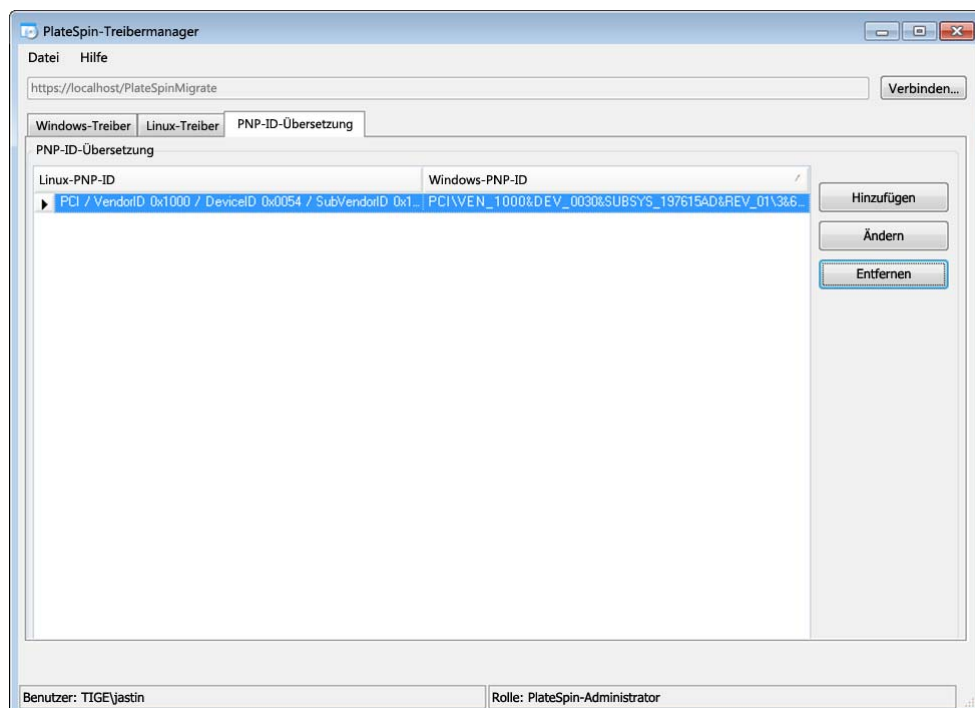 PlateSpin-Treibermanager
Datei Hilfe
https://localhost/PlateSpinMigrate Verbinden...
Windows-Treiber Linux-Treiber PNP-ID-Übersetzung
PNP-ID-Übersetzung
Linux-PNP-ID Windows-PNP-ID
PCI / VendorID 0x1000 / DeviceID 0x0054 / SubVendorID 0x1... PCI\VEN_1000&DEV_0030&SUBSYS_197615AD&REV_01\3&6...
Hinzufügen
Ändern
Entfernen
Benutzer: TIGE\jastin Rolle: PlateSpin-Administrator